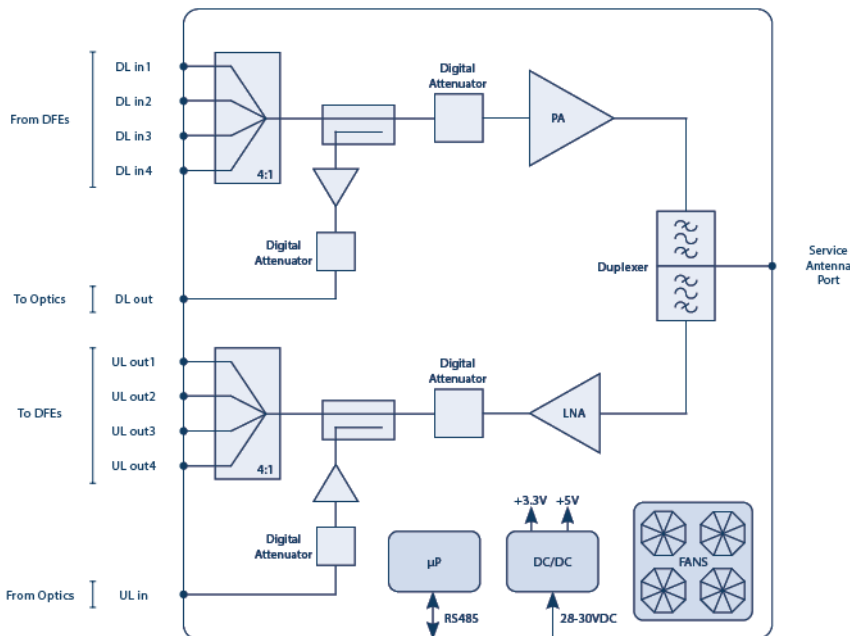 From DFEs
DL in1
DL in2
DL in3
DL in4
4:1
Digital
Attenuator
PA
Digital
Attenuator
Duplexer
Service
Antenna
Port
To Optics
DL out
To DFEs
UL out1
UL out2
UL out3
UL out4
4:1
Digital
Attenuator
LNA
Digital
Attenuator
+3.3V
+5V
µP
DC/DC
FANS
From Optics
UL in
RS485
28-30VDC